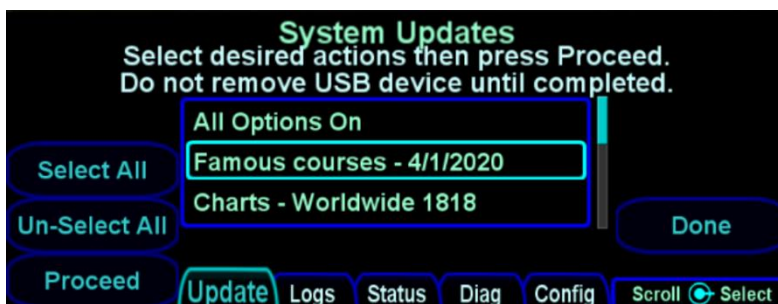 System Updates
Select desired actions then press Proceed.
Do not remove USB device until completed.
All Options On
Select All
Famous courses - 4/1/2020
Charts - Worldwide 1818
Un-Select All
Done
Proceed
Update
Logs
Status
Diag
Config
Scroll
Select